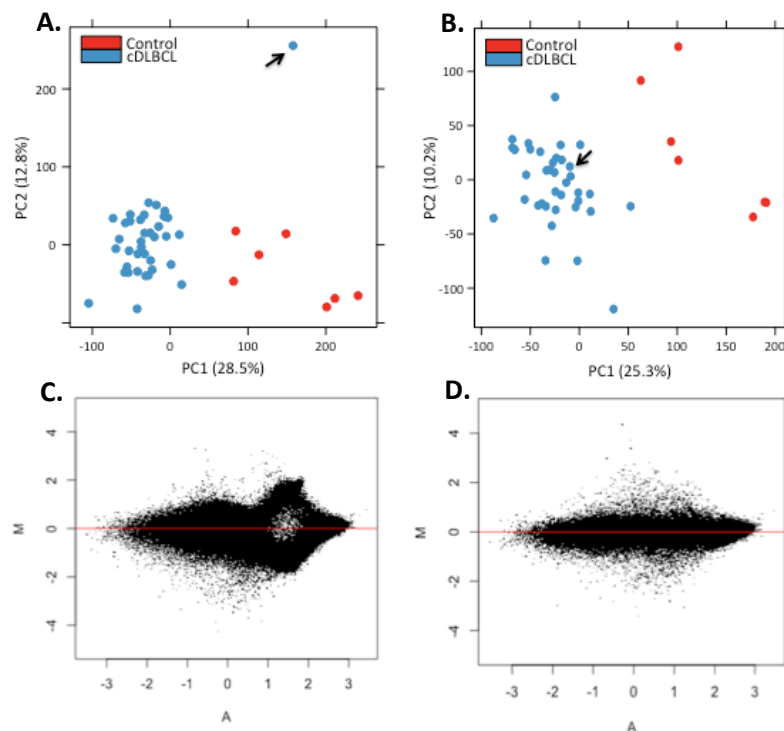 A.
Control
cDLBCL
PC2 (12.8%)
200
100
0
-100
0
100
200
PC1 (28.5%)
B.
Control
cDLBCL
PC2 (10.2%)
100
50
0
-50
-100
-100
-50
0
50
100
150
200
PC1 (25.3%)
C.
M
4
2
0
-2
-4
-3
-2
-1
0
1
2
3
A
D.
M
4
2
0
-2
-4
-3
-2
-1
0
1
2
3
A